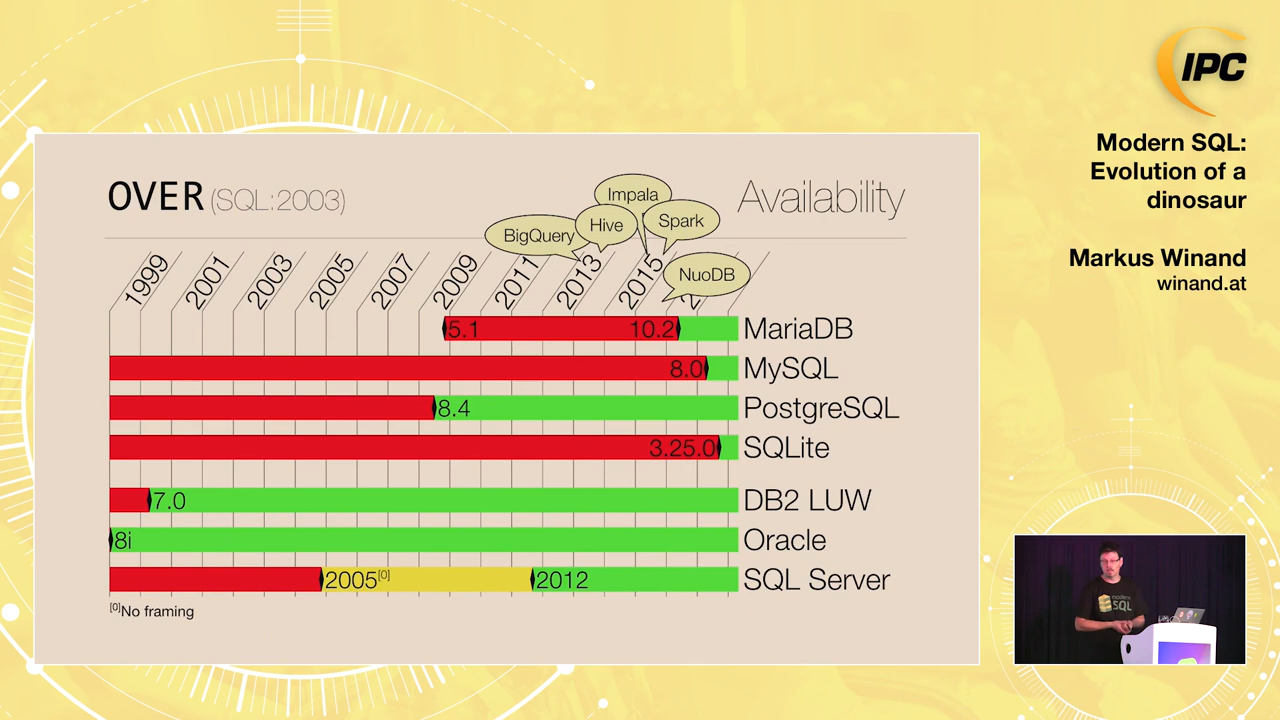 IPC
Modern SQL:
Evolution of a
dinosaur
Markus Winand
winand.at
OVER (SQL:2003)
Availability
Impala
BigQuery
Hive
Spark
NuoDB
1999
2001
2003
2005
2007
2009
2011
2013
2015
5.1 10.2 MariaDB
8.0 MySQL
8.4 PostgreSQL
3.25.0 SQLite
7.0 DB2 LUW
8i Oracle
2005[0] 2012 SQL Server
[0]No framing
modern
SQL